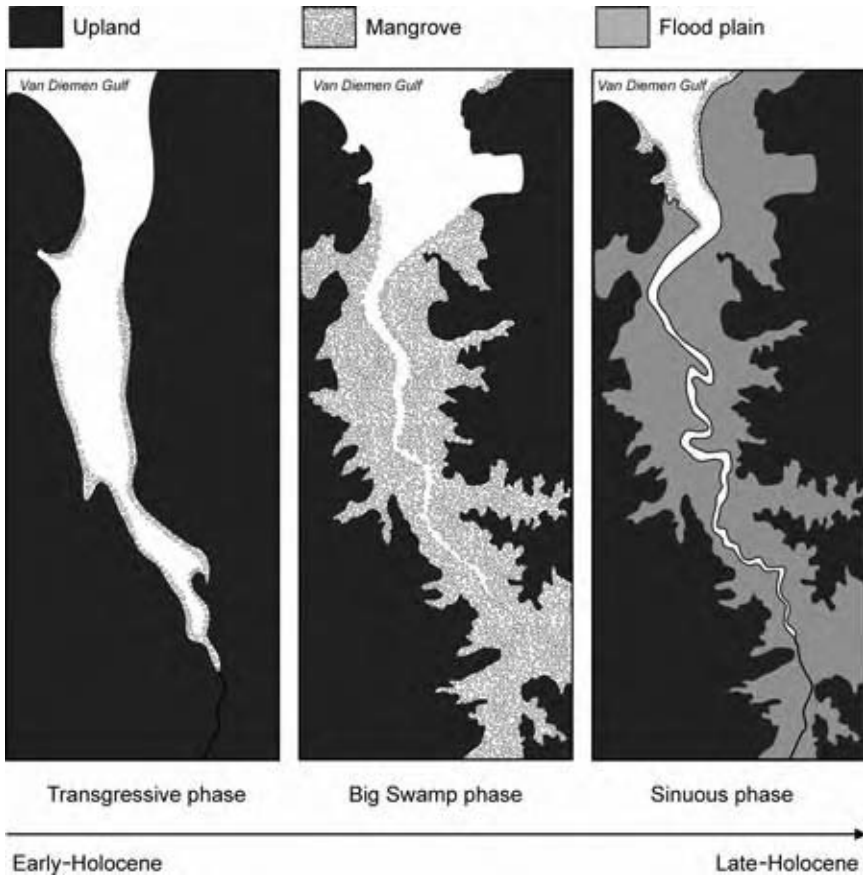 Upland
Mangrove
Flood plain
Van Diemen Gulf
Van Diemen Gulf
Van Diemen Gulf
Transgressive phase
Big Swamp phase
Sinuous phase
Early-Holocene
Late-Holocene